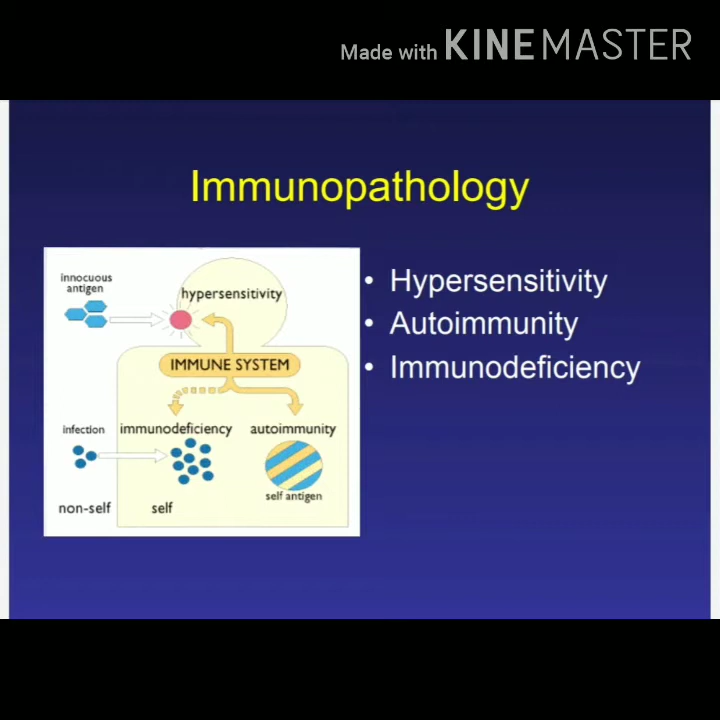 Made with KINEMASTER
Immunopathology
innocuous
antigen
hypersensitivity
IMMUNE SYSTEM
infection
immunodeficiency
autoimmunity
self antigen
non-self
self
• Hypersensitivity
• Autoimmunity
• Immunodeficiency